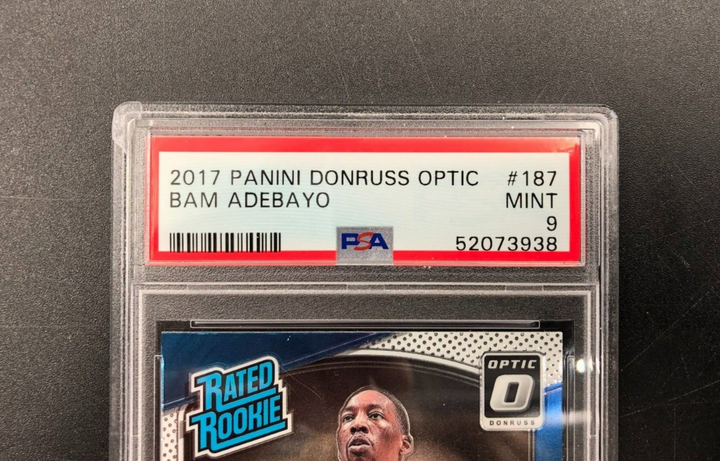 2017 PANINI DONRUSS OPTIC #187
BAM ADEBAYO MINT
9
PSA 52073938
RATED ROOKIE
OPTIC
O
DONRUSS